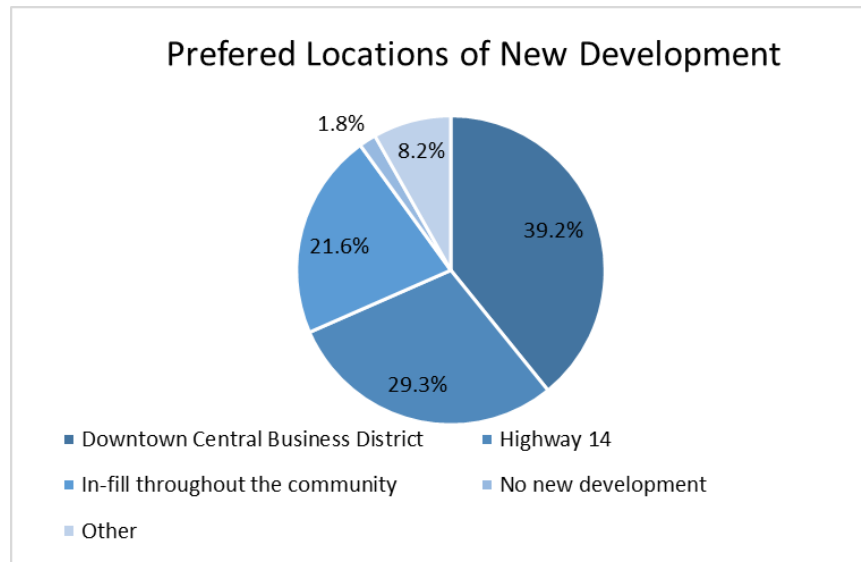 Prefered Locations of New Development
1.8%
8.2%
39.2%
21.6%
29.3%
Downtown Central Business District
Highway 14
In-fill throughout the community
No new development
Other